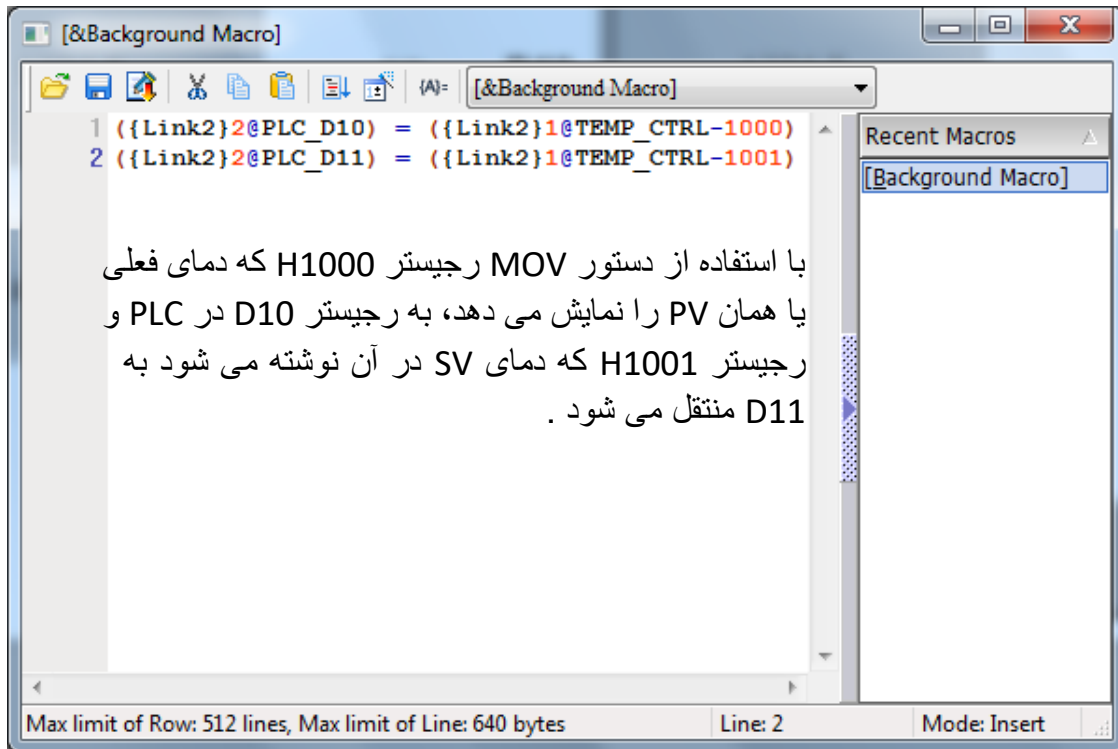 [&Background Macro]
{A}= [&Background Macro]
1 ({Link2}2@PLC_D10) = ({Link2}1@TEMP_CTRL-1000)
2 ({Link2}2@PLC_D11) = ({Link2}1@TEMP_CTRL-1001)
با استفاده از دستور MOV رجیستر H1000 که دمای فعلی
یا همان PV را نمایش می دهد، به رجیستر D10 در PLC و
رجیستر H1001 که دمای SV در آن نوشته می شود به
D11 منتقل می شود .
Recent Macros
[Background Macro]
Max limit of Row: 512 lines, Max limit of Line: 640 bytes
Line: 2
Mode: Insert